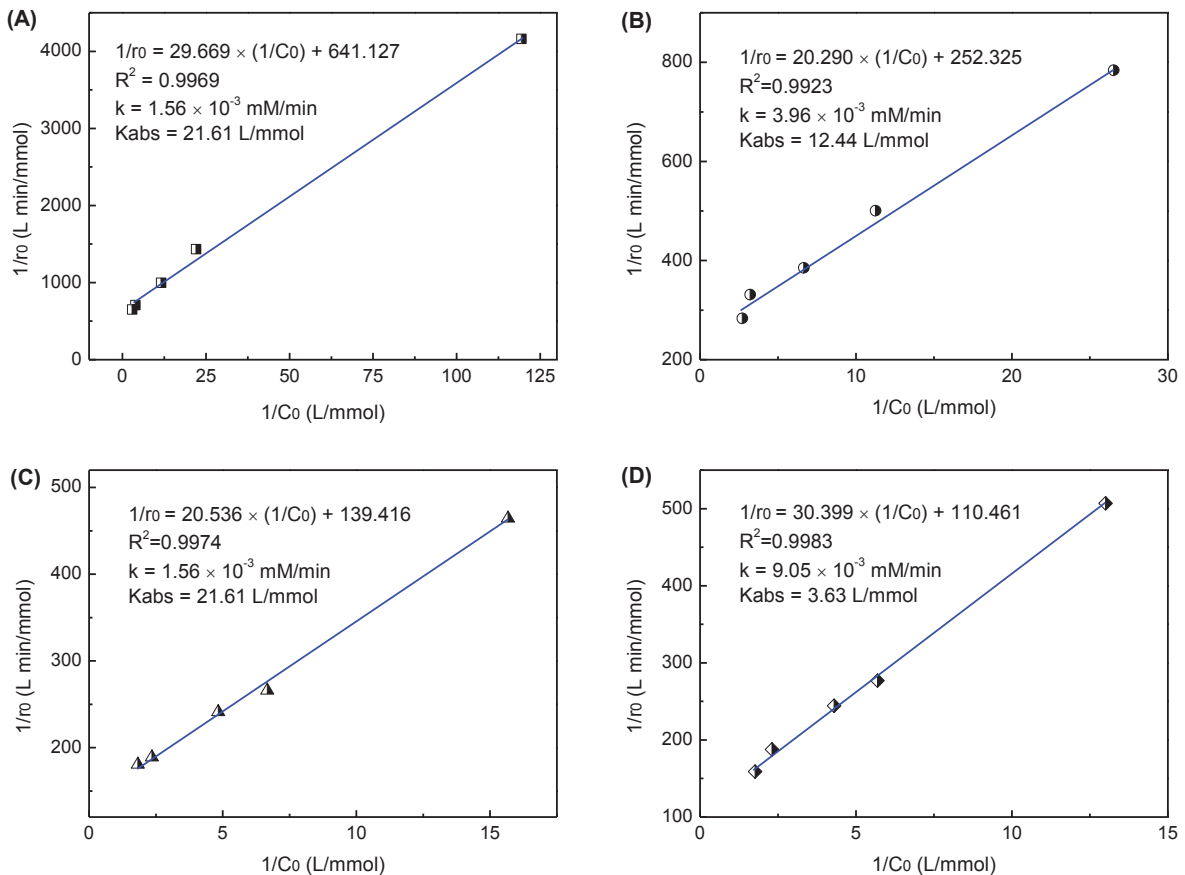 (A)
1/r0 = 29.669 × (1/C0) + 641.127
R² = 0.9969
k = 1.56 × 10⁻³ mM/min
Kabs = 21.61 L/mmol
4000
3000
2000
1000
0
1/r0 (L min/mmol)
0 25 50 75 100 125
1/C0 (L/mmol)
(B)
1/r0 = 20.290 × (1/C0) + 252.325
R²=0.9923
k = 3.96 × 10⁻³ mM/min
Kabs = 12.44 L/mmol
800
600
400
200
1/r0 (L min/mmol)
0 10 20 30
1/C0 (L/mmol)
(C)
1/r0 = 20.536 × (1/C0) + 139.416
R²=0.9974
k = 1.56 × 10⁻³ mM/min
Kabs = 21.61 L/mmol
500
400
300
200
1/r0 (L min/mmol)
0 5 10 15
1/C0 (L/mmol)
(D)
1/r0 = 30.399 × (1/C0) + 110.461
R²=0.9983
k = 9.05 × 10⁻³ mM/min
Kabs = 3.63 L/mmol
500
400
300
200
100
1/r0 (L min/mmol)
0 5 10 15
1/C0 (L/mmol)